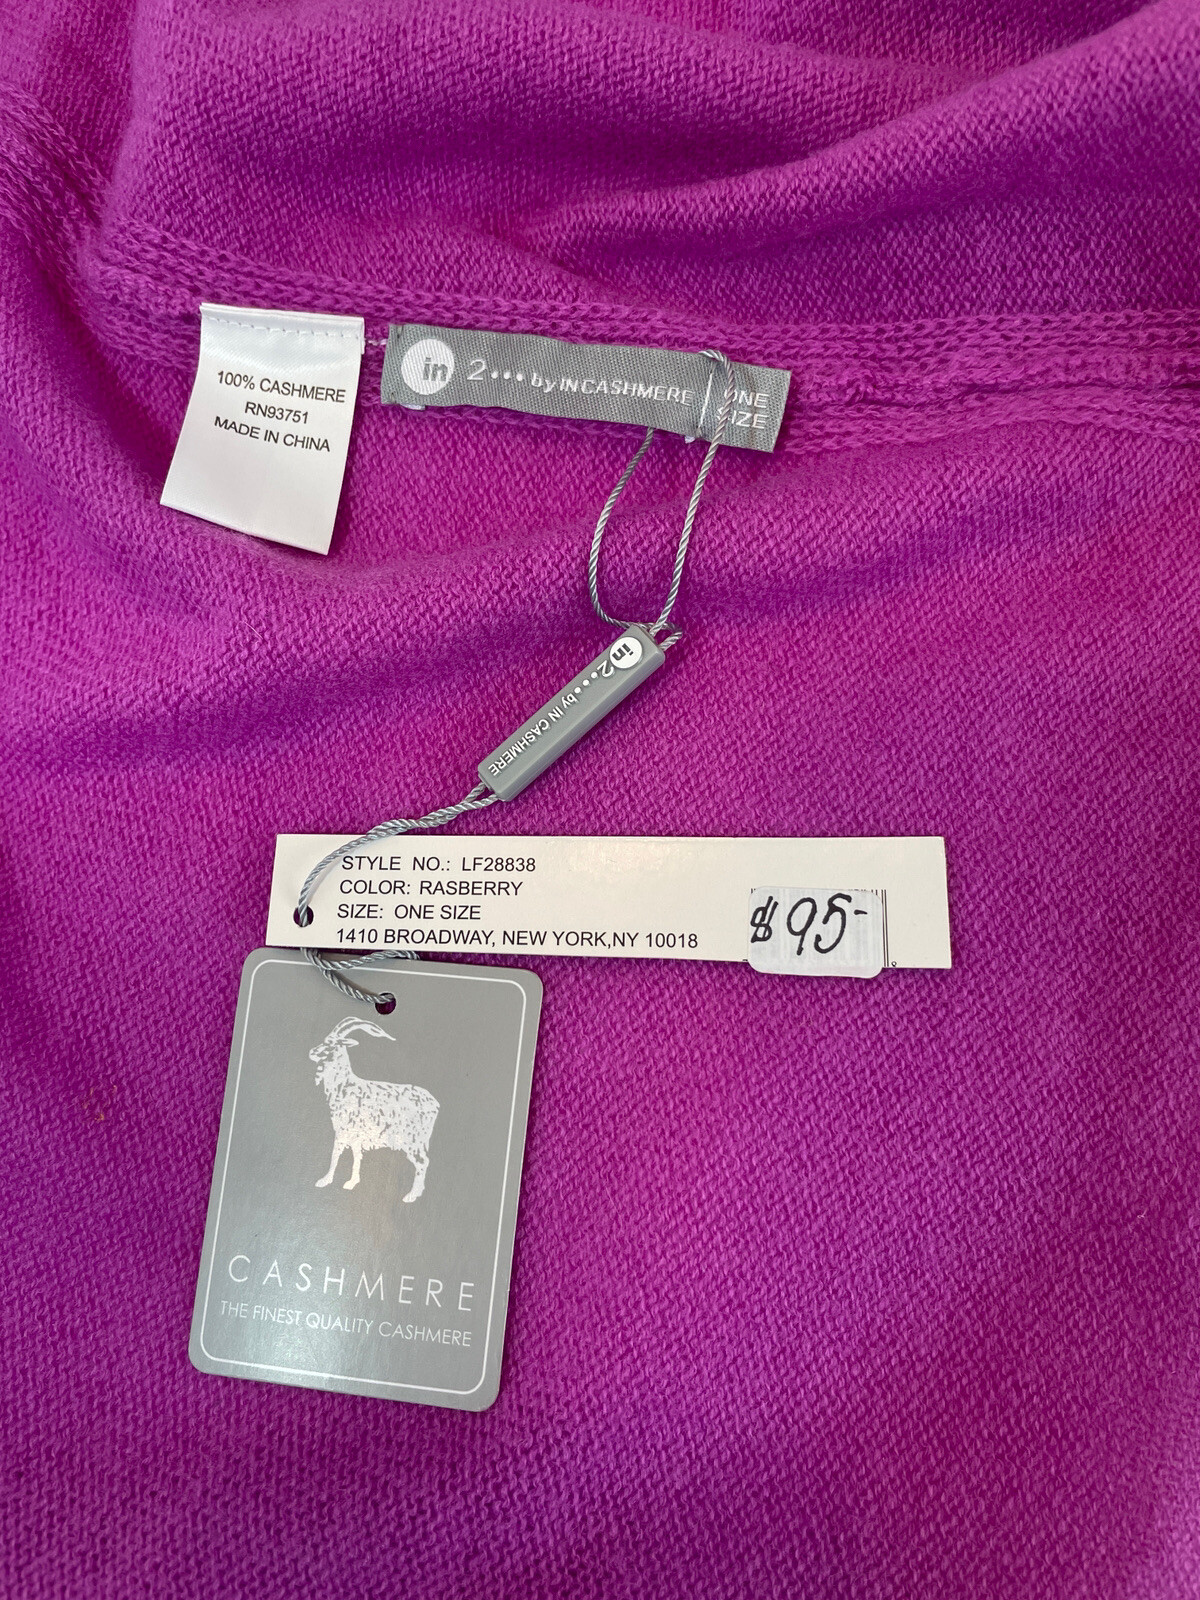 100% CASHMERE
RN93751
MADE IN CHINA
in 2••• by IN CASHMERE
ONE
SIZE
in 2•••• by IN CASHMERE
STYLE NO.: LF28838
COLOR: RASBERRY
SIZE: ONE SIZE
1410 BROADWAY, NEW YORK,NY 10018
$95-
CASHMERE
THE FINEST QUALITY CASHMERE